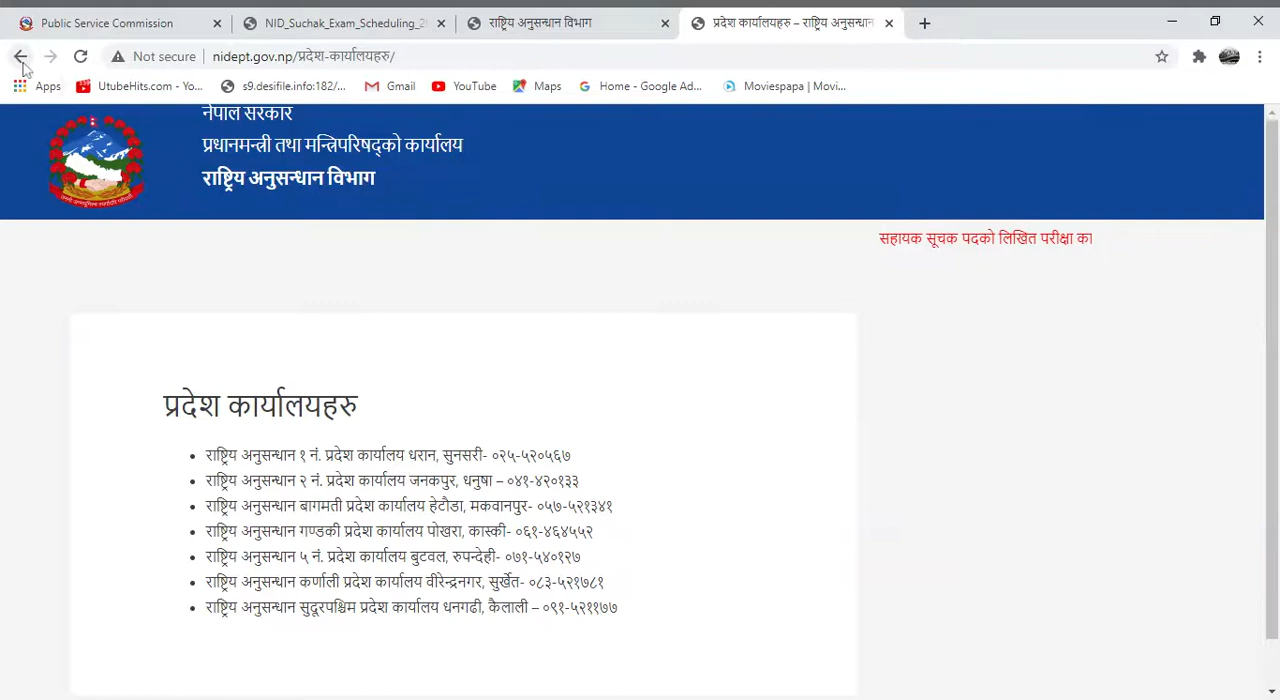 Public Service Commission
NID_Suchak_Exam_Scheduling_2
राष्ट्रिय अनुसन्धान विभाग
प्रदेश कार्यालयहरु – राष्ट्रिय अनुसन्धान
Not secure
nidept.gov.np/प्रदेश-कार्यालयहरु/
Apps
UtubeHits.com - Yo...
s9.desifile.info:182/...
Gmail
YouTube
Maps
Home - Google Ad...
Moviespapa | Movi...
नेपाल सरकार
प्रधानमन्त्री तथा मन्त्रिपरिषद्को कार्यालय
राष्ट्रिय अनुसन्धान विभाग
सहायक सूचक पदको लिखित परीक्षा का
प्रदेश कार्यालयहरु
राष्ट्रिय अनुसन्धान १ नं. प्रदेश कार्यालय धरान, सुनसरी- ०२५-५२०५६७
राष्ट्रिय अनुसन्धान २ नं. प्रदेश कार्यालय जनकपुर, धनुषा – ०४१-४२०१३३
राष्ट्रिय अनुसन्धान बागमती प्रदेश कार्यालय हेटौडा, मकवानपुर- ०५७-५२१३४१
राष्ट्रिय अनुसन्धान गण्डकी प्रदेश कार्यालय पोखरा, कास्की- ०६१-४६४५५२
राष्ट्रिय अनुसन्धान ५ नं. प्रदेश कार्यालय बुटवल, रुपन्देही- ०७१-५४०१२७
राष्ट्रिय अनुसन्धान कर्णाली प्रदेश कार्यालय वीरेन्द्रनगर, सुर्खेत- ०८३-५२१७८१
राष्ट्रिय अनुसन्धान सुदूरपश्चिम प्रदेश कार्यालय धनगढी, कैलाली – ०९१-५२११७७